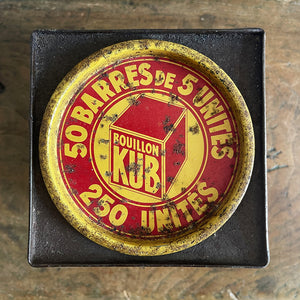 50 BARRES DE 5 UNITÉS
BOUILLON
KUB
250 UNITÉS